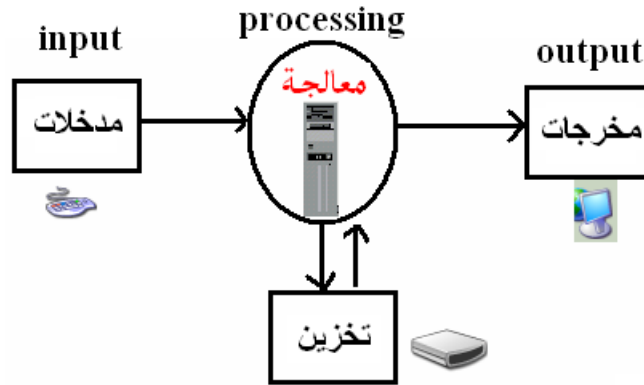 processing
input
output
معالجة
مدخلات
مخرجات
تخزين